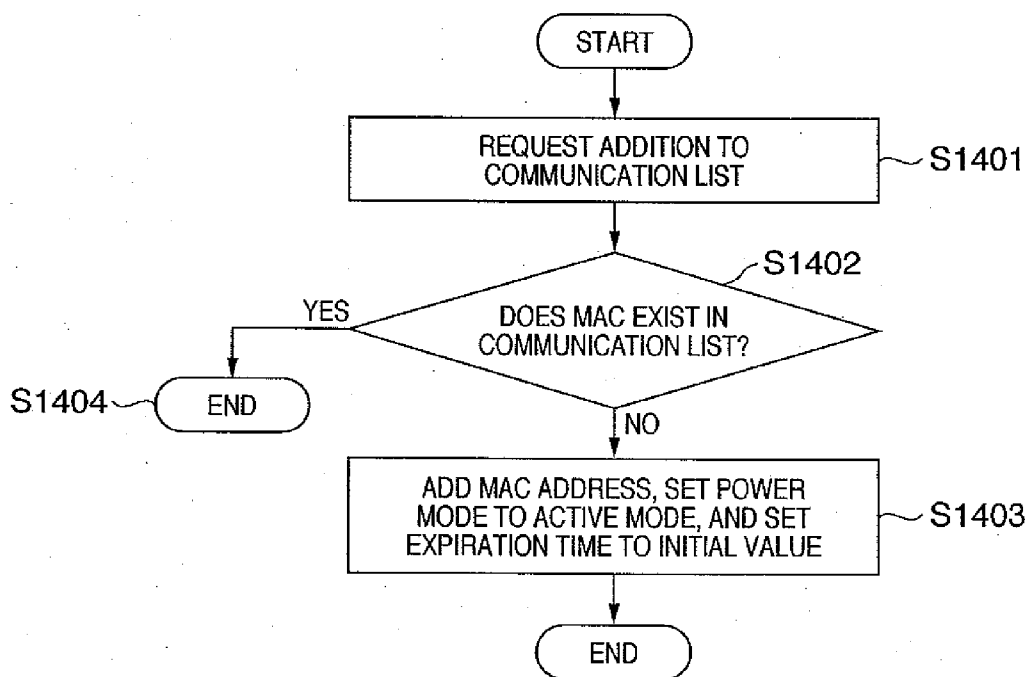 START
REQUEST ADDITION TO
COMMUNICATION LIST
S1401
S1402
YES
DOES MAC EXIST IN
COMMUNICATION LIST?
S1404
END
NO
ADD MAC ADDRESS, SET POWER
MODE TO ACTIVE MODE, AND SET
EXPIRATION TIME TO INITIAL VALUE
S1403
END